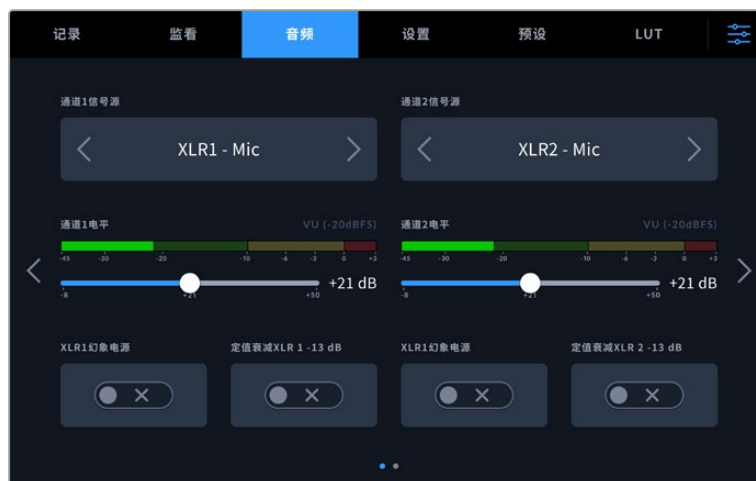 记录 监看 音频 设置 预设 LUT
通道1信号源 通道2信号源
XLR1 - Mic XLR2 - Mic
通道1电平 VU (-20dBFS) 通道2电平 VU (-20dBFS)
-45 -30 -20 -10 -6 -3 0 +3 -45 -30 -20 -10 -6 -3 0 +3
+21 dB +21 dB
-8 +21 +50 -8 +21 +50
XLR1幻象电源 定值衰减XLR 1 -13 dB XLR1幻象电源 定值衰减XLR 2 -13 dB